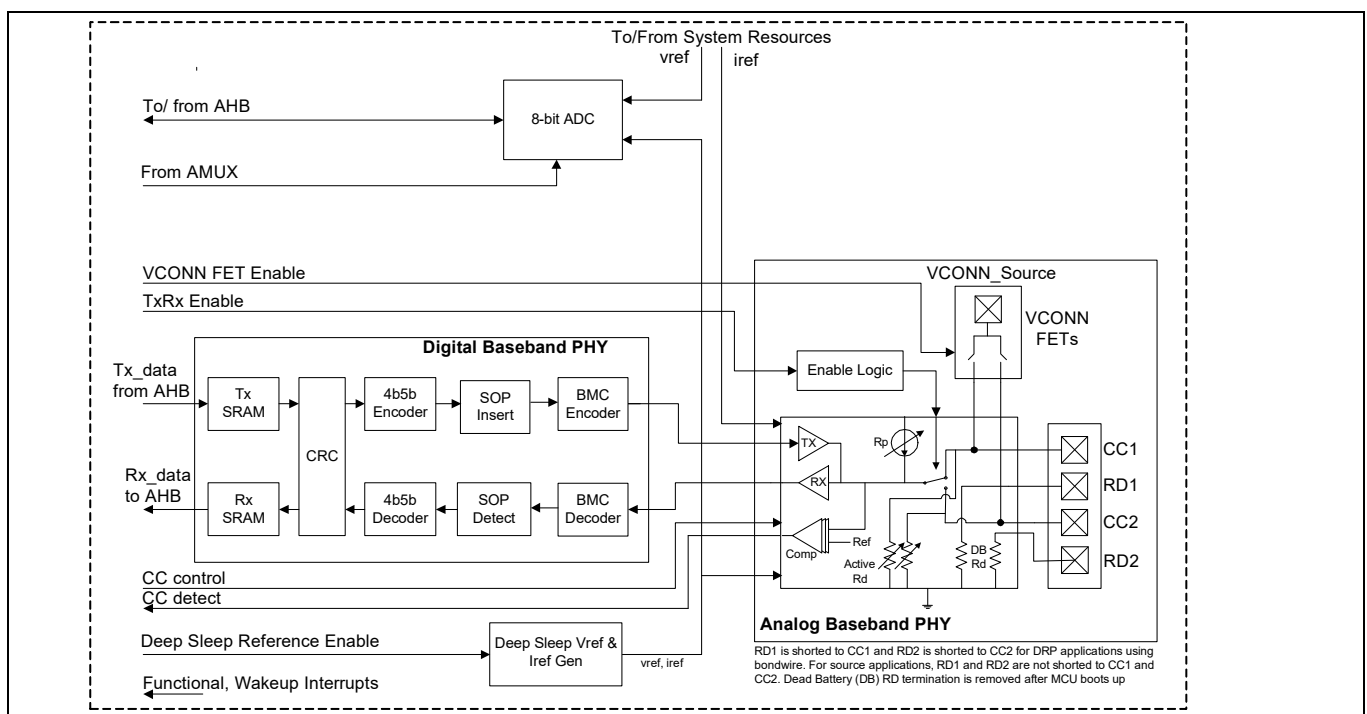 To/From System Resources
vref
iref
To/ from AHB
8-bit ADC
From AMUX
VCONN FET Enable
VCONN_Source
TxRx Enable
VCONN
FETs
Digital Baseband PHY
Enable Logic
Tx_data
from AHB
Tx
SRAM
CRC
4b5b
Encoder
SOP
Insert
BMC
Encoder
TX
Rp
CC1
Rx_data
to AHB
Rx
SRAM
4b5b
Decoder
SOP
Detect
BMC
Decoder
RX
RD1
CC2
Comp
Ref
Active
Rd
DB
Rd
RD2
CC control
CC detect
Analog Baseband PHY
Deep Sleep Reference Enable
Deep Sleep Vref &
Iref Gen
vref, iref
RD1 is shorted to CC1 and RD2 is shorted to CC2 for DRP applications using
bondwire. For source applications, RD1 and RD2 are not shorted to CC1 and
CC2. Dead Battery (DB) RD termination is removed after MCU boots up
Functional, Wakeup Interrupts